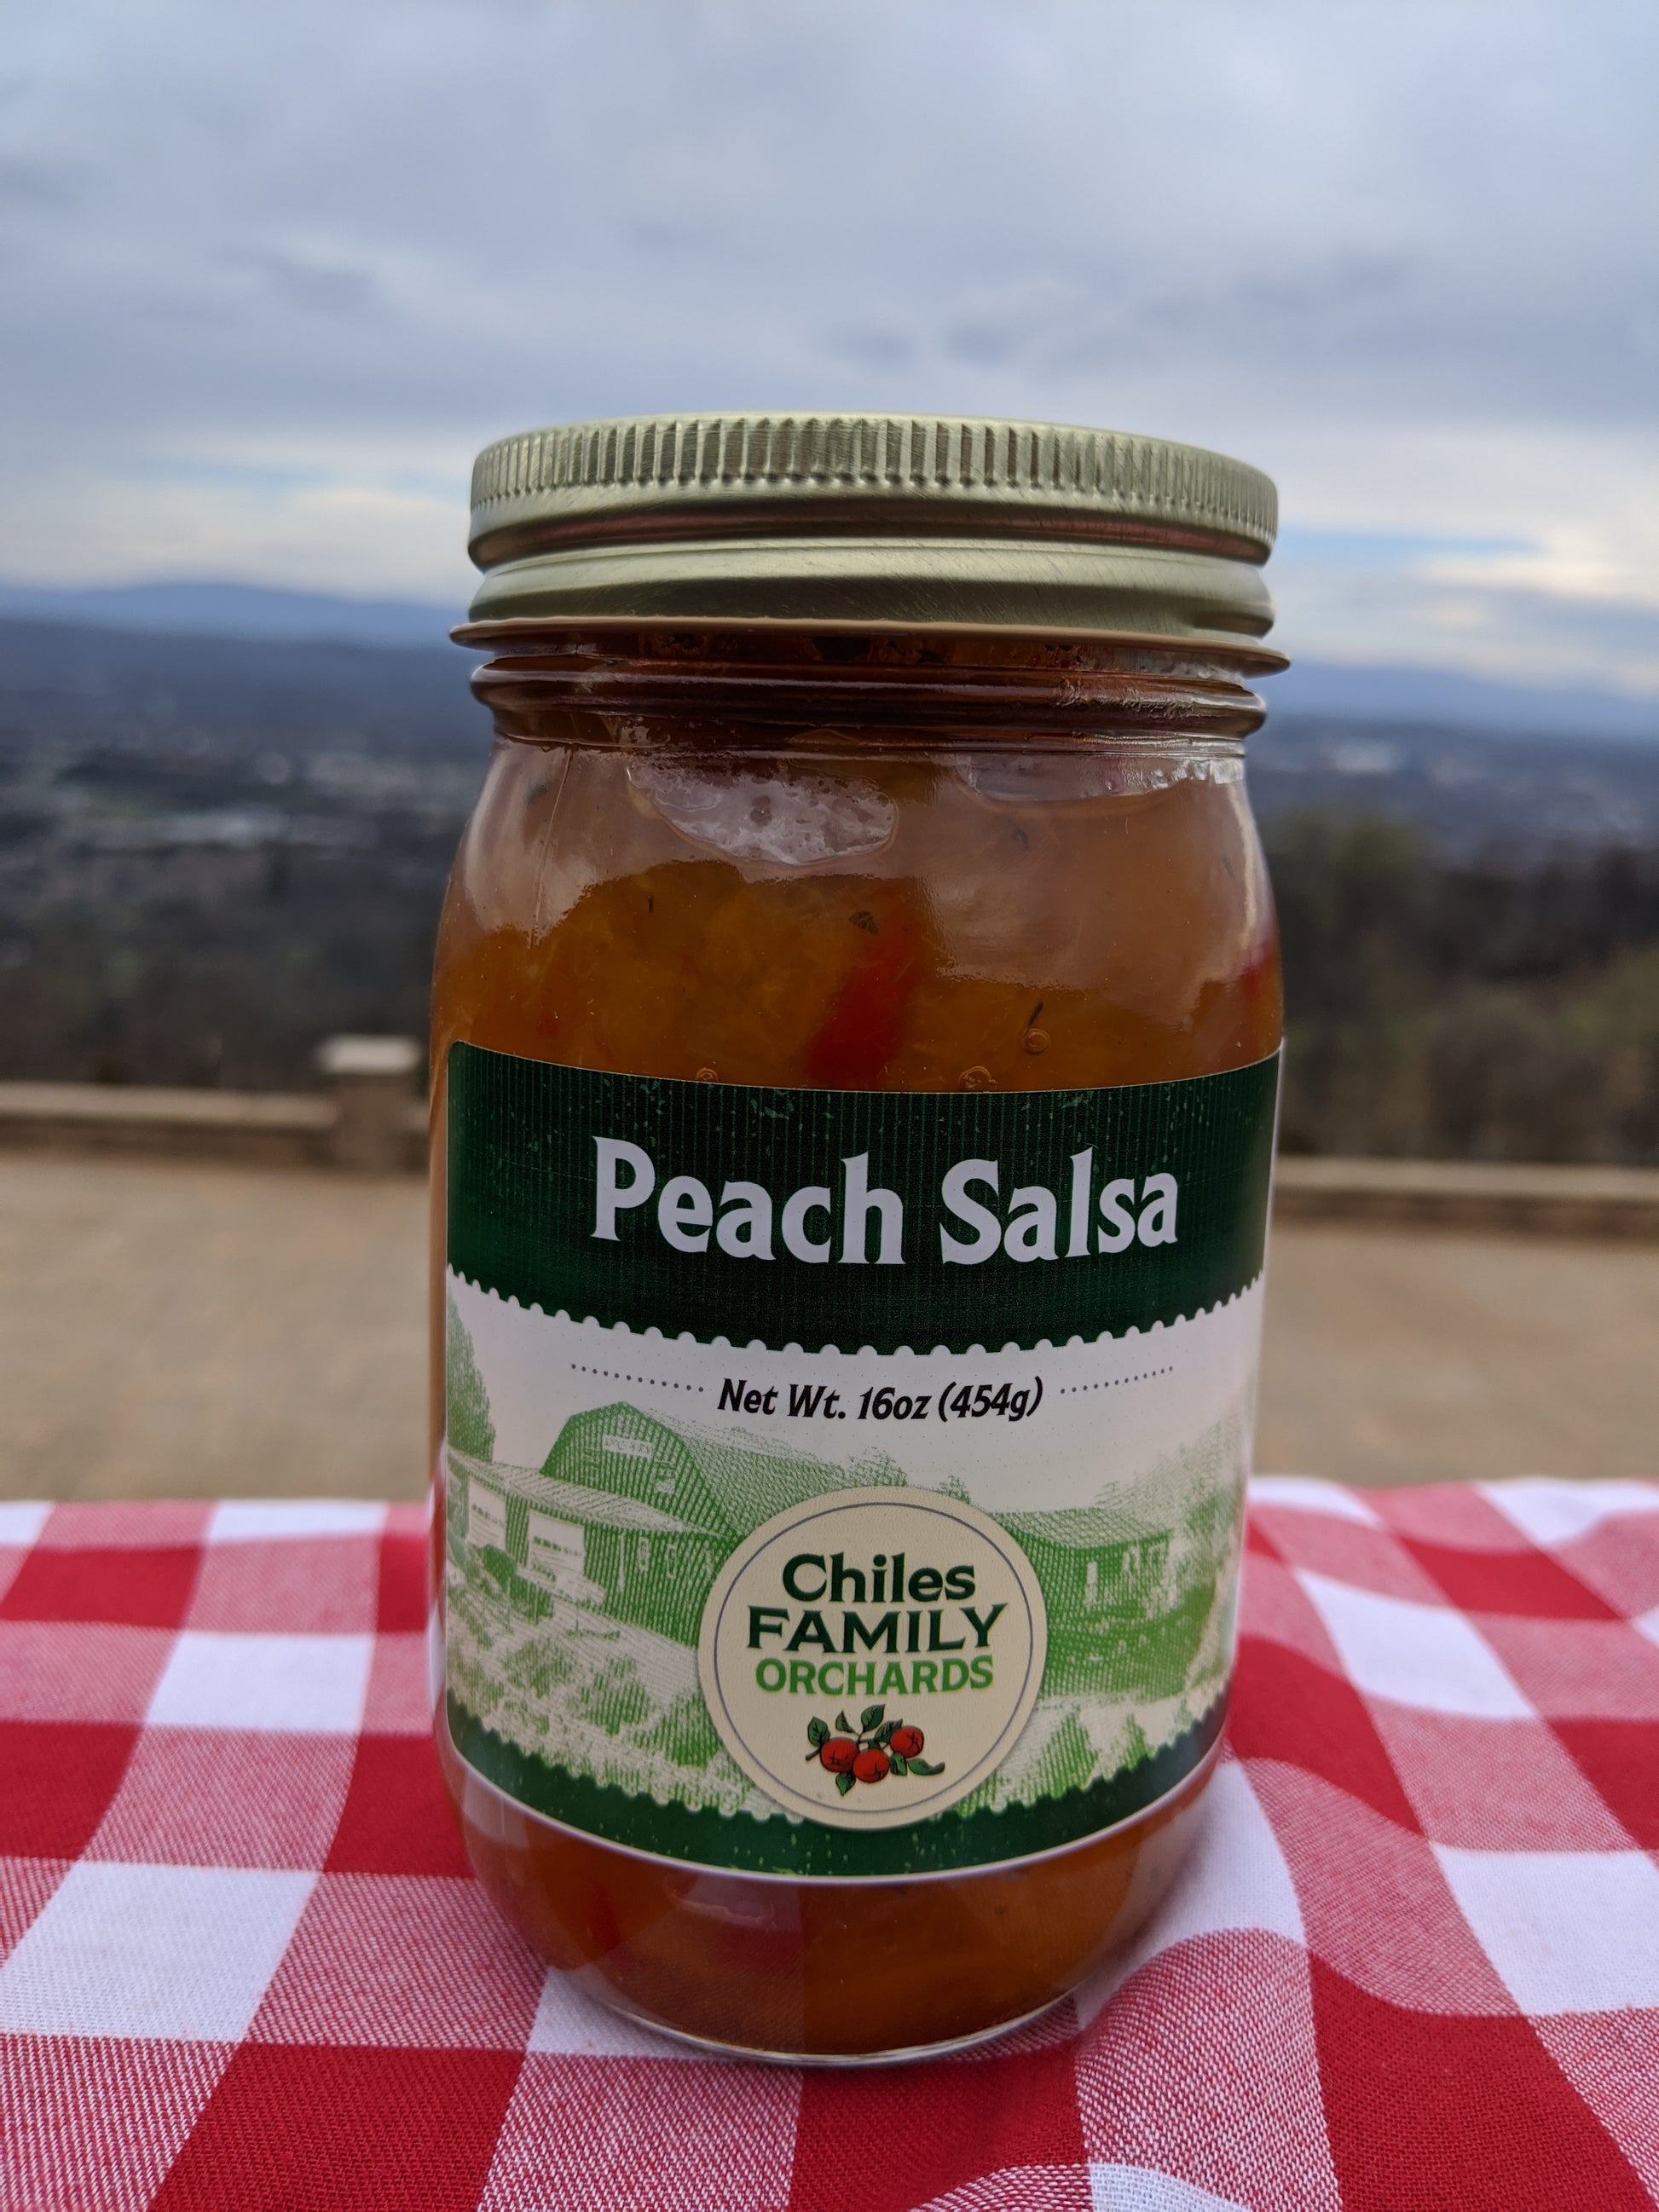 Peach Salsa
Net Wt. 16oz (454g)
Chiles
FAMILY
ORCHARDS